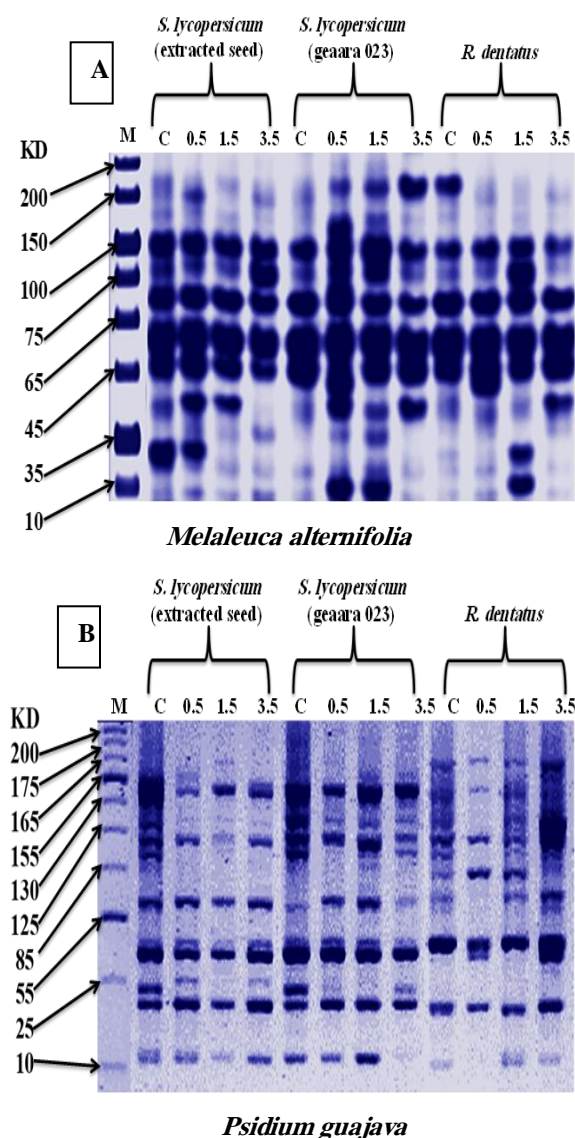 A
S. lycopersicum
(extracted seed)
S. lycopersicum
(geaara 023)
R. dentatus
M C 0.5 1.5 3.5 C 0.5 1.5 3.5 C 0.5 1.5 3.5
KD
200
150
100
75
65
45
35
10
Melaleuca alternifolia
B
S. lycopersicum
(extracted seed)
S. lycopersicum
(geaara 023)
R. dentatus
M C 0.5 1.5 3.5 C 0.5 1.5 3.5 C 0.5 1.5 3.5
KD
200
175
165
155
130
125
85
55
25
10
Psidium guajava